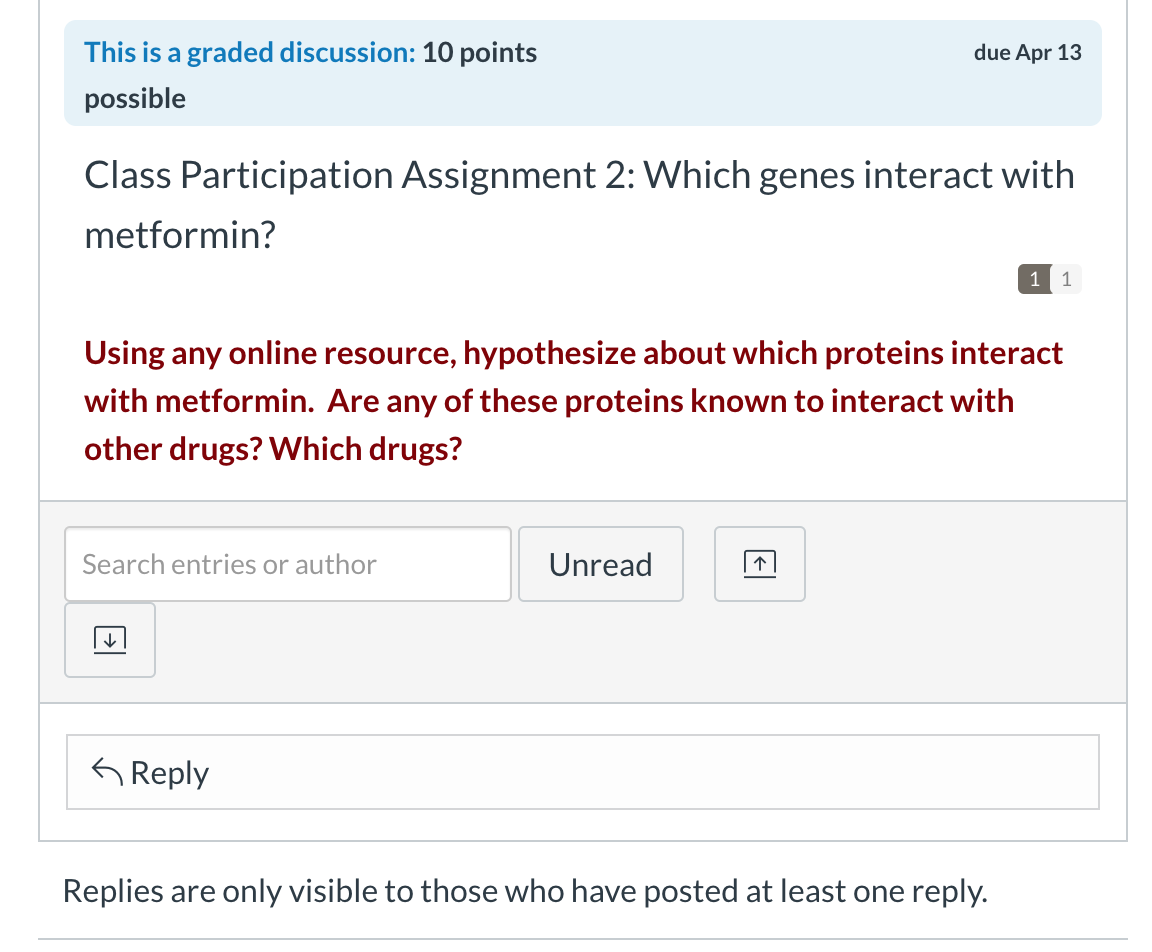 This is a graded discussion: 10 points
possible
due Apr 13
Class Participation Assignment 2: Which genes interact with
metformin?
1 1
Using any online resource, hypothesize about which proteins interact
with metformin.  Are any of these proteins known to interact with
other drugs? Which drugs?
Search entries or author
Unread
Reply
Replies are only visible to those who have posted at least one reply.